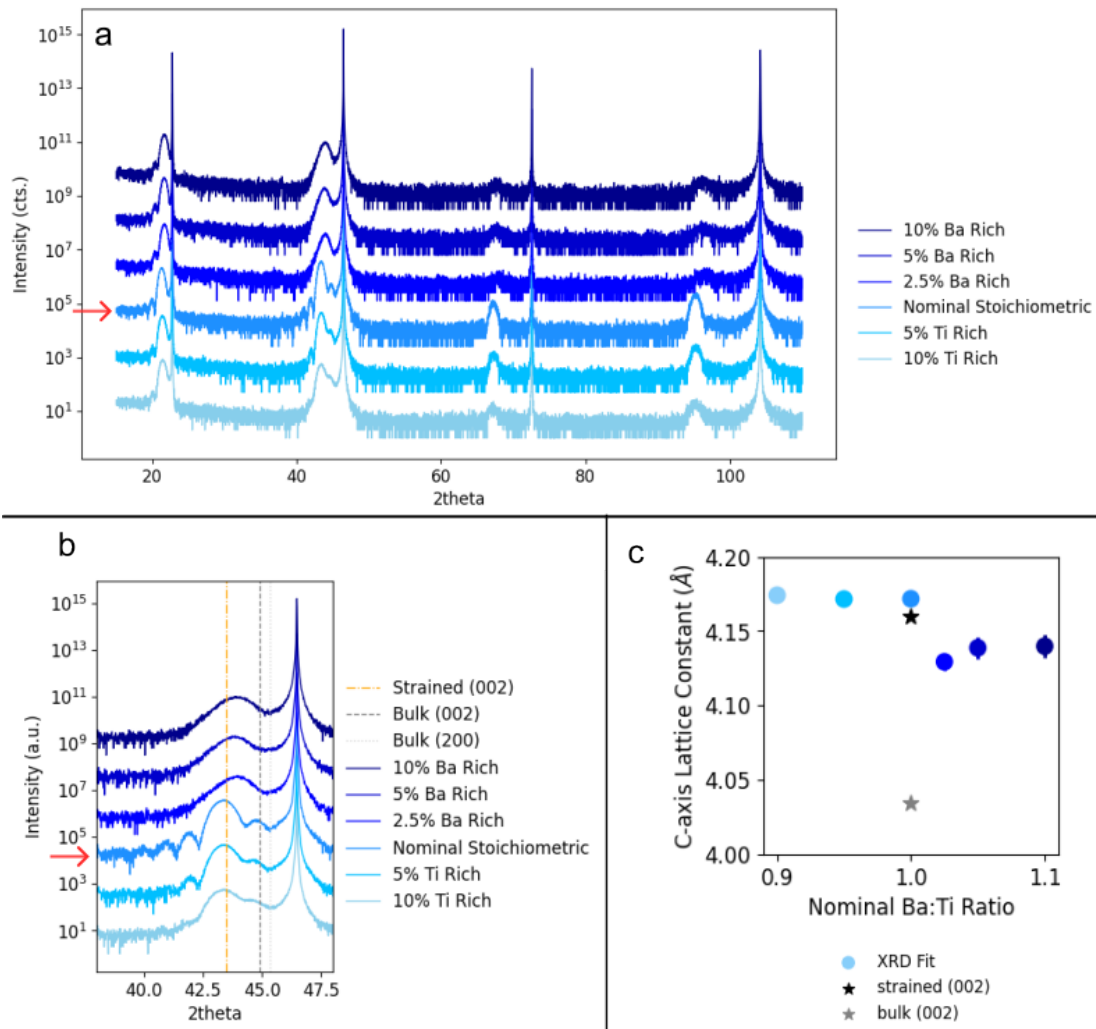 a
10^15
10^13
10^11
10^9
10^7
10^5
10^3
10^1
Intensity (cts.)
20 40 60 80 100
2theta
10% Ba Rich
5% Ba Rich
2.5% Ba Rich
Nominal Stoichiometric
5% Ti Rich
10% Ti Rich
b
10^15
10^13
10^11
10^9
10^7
10^5
10^3
10^1
Intensity (a.u.)
40.0 42.5 45.0 47.5
2theta
Strained (002)
Bulk (002)
Bulk (200)
10% Ba Rich
5% Ba Rich
2.5% Ba Rich
Nominal Stoichiometric
5% Ti Rich
10% Ti Rich
c
4.20
4.15
4.10
4.05
4.00
C-axis Lattice Constant (Å)
0.9 1.0 1.1
Nominal Ba:Ti Ratio
XRD Fit
strained (002)
bulk (002)